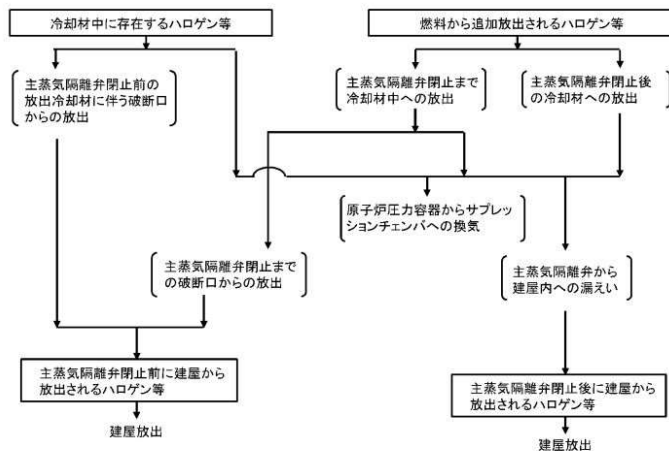 冷却材中に存在するハロゲン等
燃料から追加放出されるハロゲン等
主蒸気隔離弁閉止前の
放出冷却材に伴う破断口
からの放出
主蒸気隔離弁閉止まで
冷却材中への放出
主蒸気隔離弁閉止後
の冷却材への放出
原子炉圧力容器からサプレッ
ションチェンバへの換気
主蒸気隔離弁閉止まで
の破断口からの放出
主蒸気隔離弁から
建屋内への漏えい
主蒸気隔離弁閉止前に建屋から
放出されるハロゲン等
主蒸気隔離弁閉止後に建屋から
放出されるハロゲン等
建屋放出
建屋放出